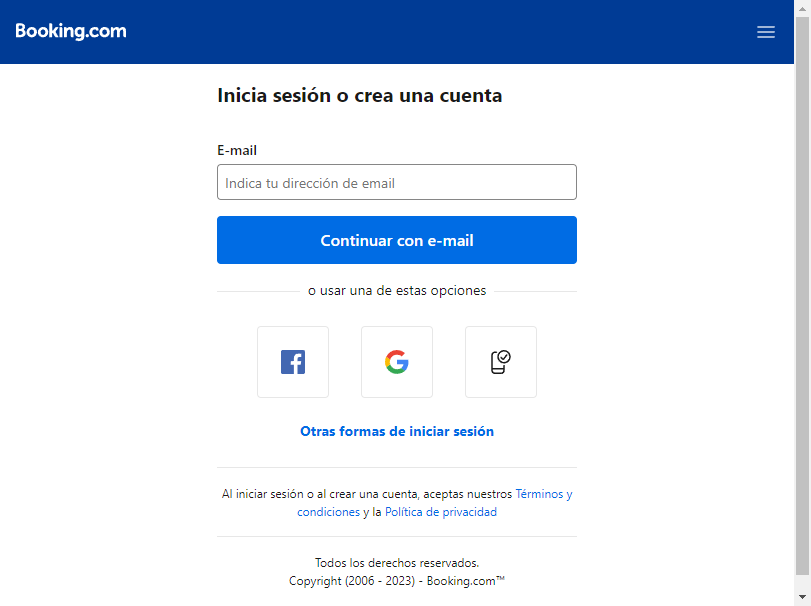 Booking.com
Inicia sesión o crea una cuenta
E-mail
Indica tu dirección de email
Continuar con e-mail
o usar una de estas opciones
Otras formas de iniciar sesión
Al iniciar sesión o al crear una cuenta, aceptas nuestros Términos y
condiciones y la Política de privacidad
Todos los derechos reservados.
Copyright (2006 - 2023) - Booking.com™